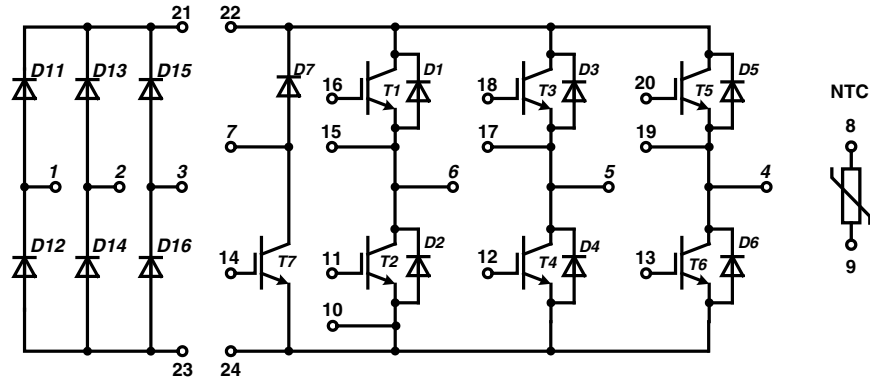 21 22
D11 D13 D15 D7 D1 D3 D5
16 T1 18 T3 20 T5 NTC
7 15 17 19 8
1 2 3 6 5 4
D12 D14 D16 D2 D4 D6
14 T7 11 T2 12 T4 13 T6 9
10
23 24